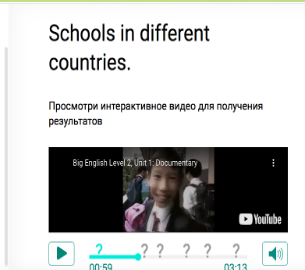 Schools in different
countries.
Просмотри интерактивное видео для получения
результатов
Big English Level 2, Unit 1: Documentary
YouTube
? ? ? ? ? ?
00:59 03:13